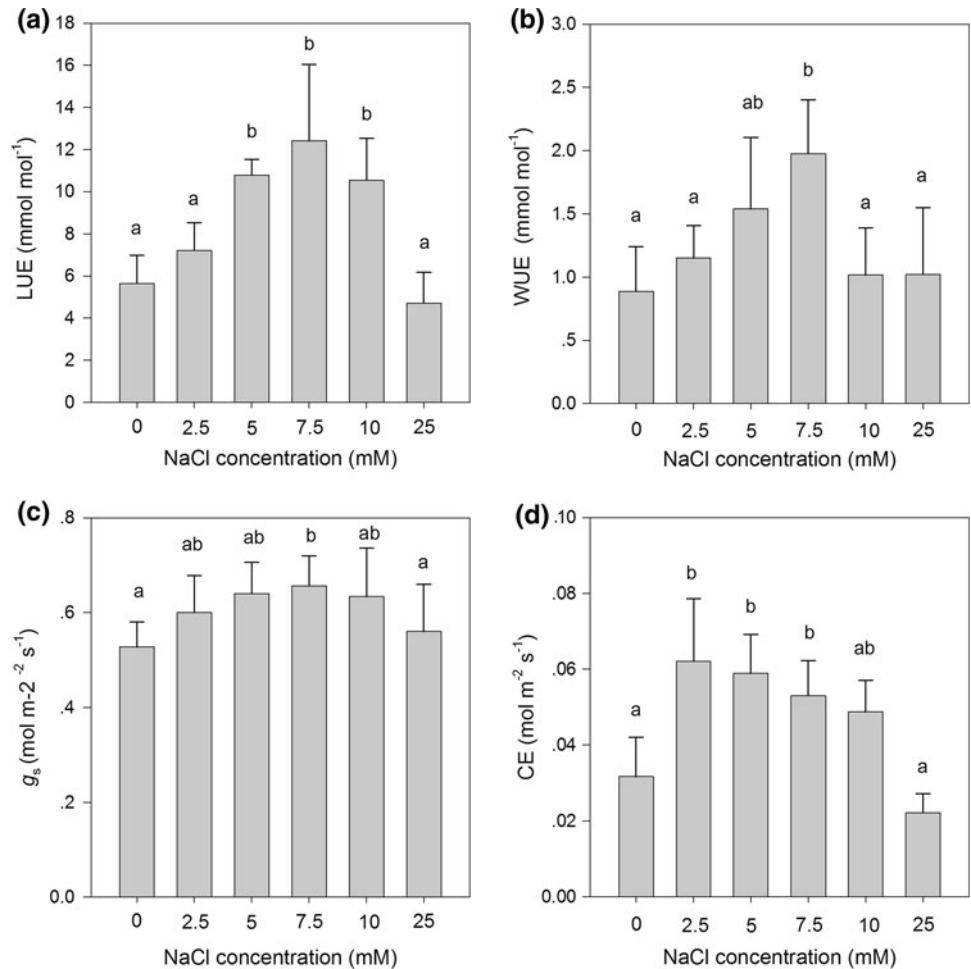 (a)
18
16
14
12
10
8
6
4
2
0
LUE (mmol mol⁻¹)
a
a
b
b
b
a
0 2.5 5 7.5 10 25
NaCl concentration (mM)
(b)
3.0
2.5
2.0
1.5
1.0
.5
0.0
WUE (mmol mol⁻¹)
a
a
ab
b
a
a
0 2.5 5 7.5 10 25
NaCl concentration (mM)
(c)
.8
.6
.4
.2
0.0
gs (mol m-2 ⁻² s⁻¹)
a
ab
ab
b
ab
a
0 2.5 5 7.5 10 25
NaCl concentration (mM)
(d)
.10
.08
.06
.04
.02
.00
CE (mol m⁻² s⁻¹)
a
b
b
b
ab
a
0 2.5 5 7.5 10 25
NaCl concentration (mM)